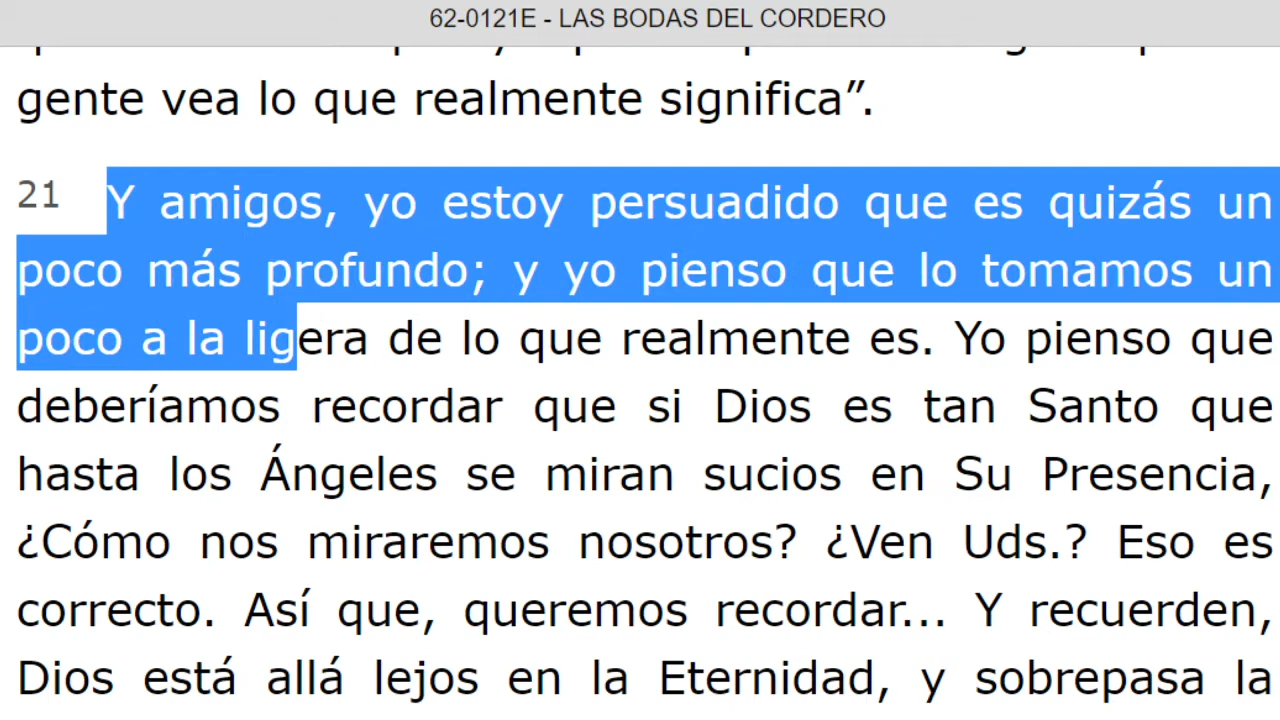 62-0121E - LAS BODAS DEL CORDERO
gente vea lo que realmente significa”.
21 Y amigos, yo estoy persuadido que es quizás un
poco más profundo; y yo pienso que lo tomamos un
poco a la ligera de lo que realmente es. Yo pienso que
deberíamos recordar que si Dios es tan Santo que
hasta los Ángeles se miran sucios en Su Presencia,
¿Cómo nos miraremos nosotros? ¿Ven Uds.? Eso es
correcto. Así que, queremos recordar... Y recuerden,
Dios está allá lejos en la Eternidad, y sobrepasa la